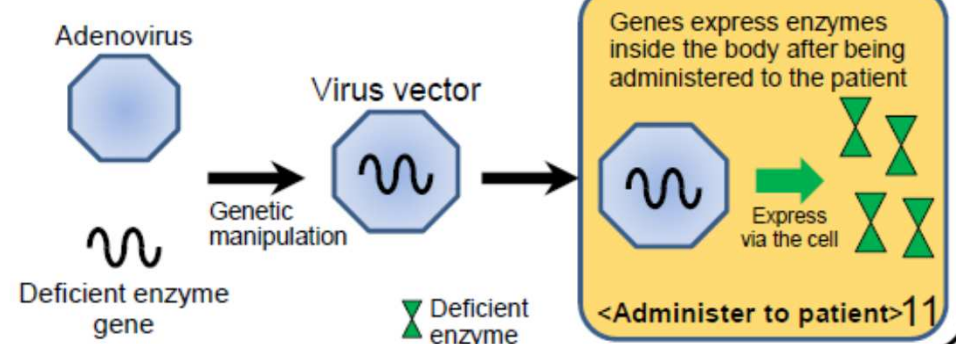 Adenovirus
Deficient enzyme
gene
Genetic
manipulation
Virus vector
Deficient
enzyme
Genes express enzymes
inside the body after being
administered to the patient
Express
via the cell
<Administer to patient>11